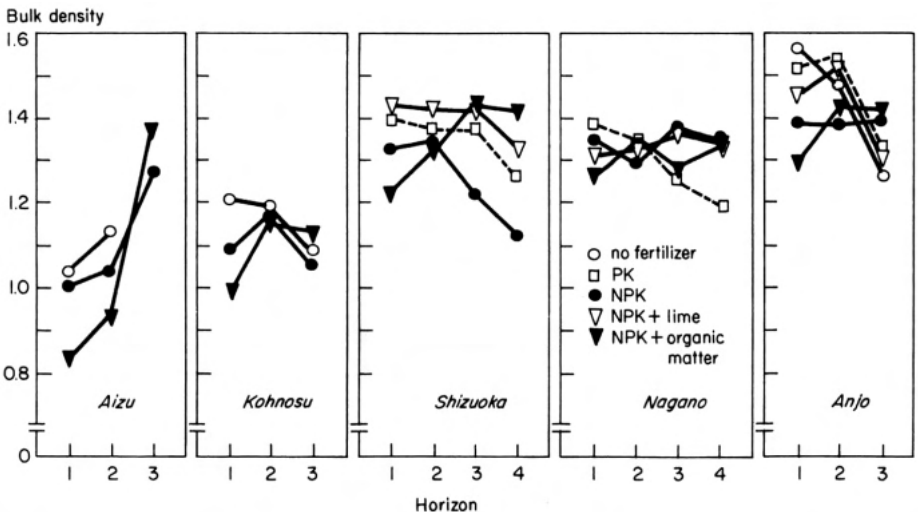 Bulk density
1.6
1.4
1.2
1.0
0.8
0
Aizu
Kohnosu
Shizuoka
Nagano
Anjo
no fertilizer
PK
NPK
NPK + lime
NPK + organic
matter
1 2 3
1 2 3
1 2 3 4
1 2 3 4
1 2 3
Horizon